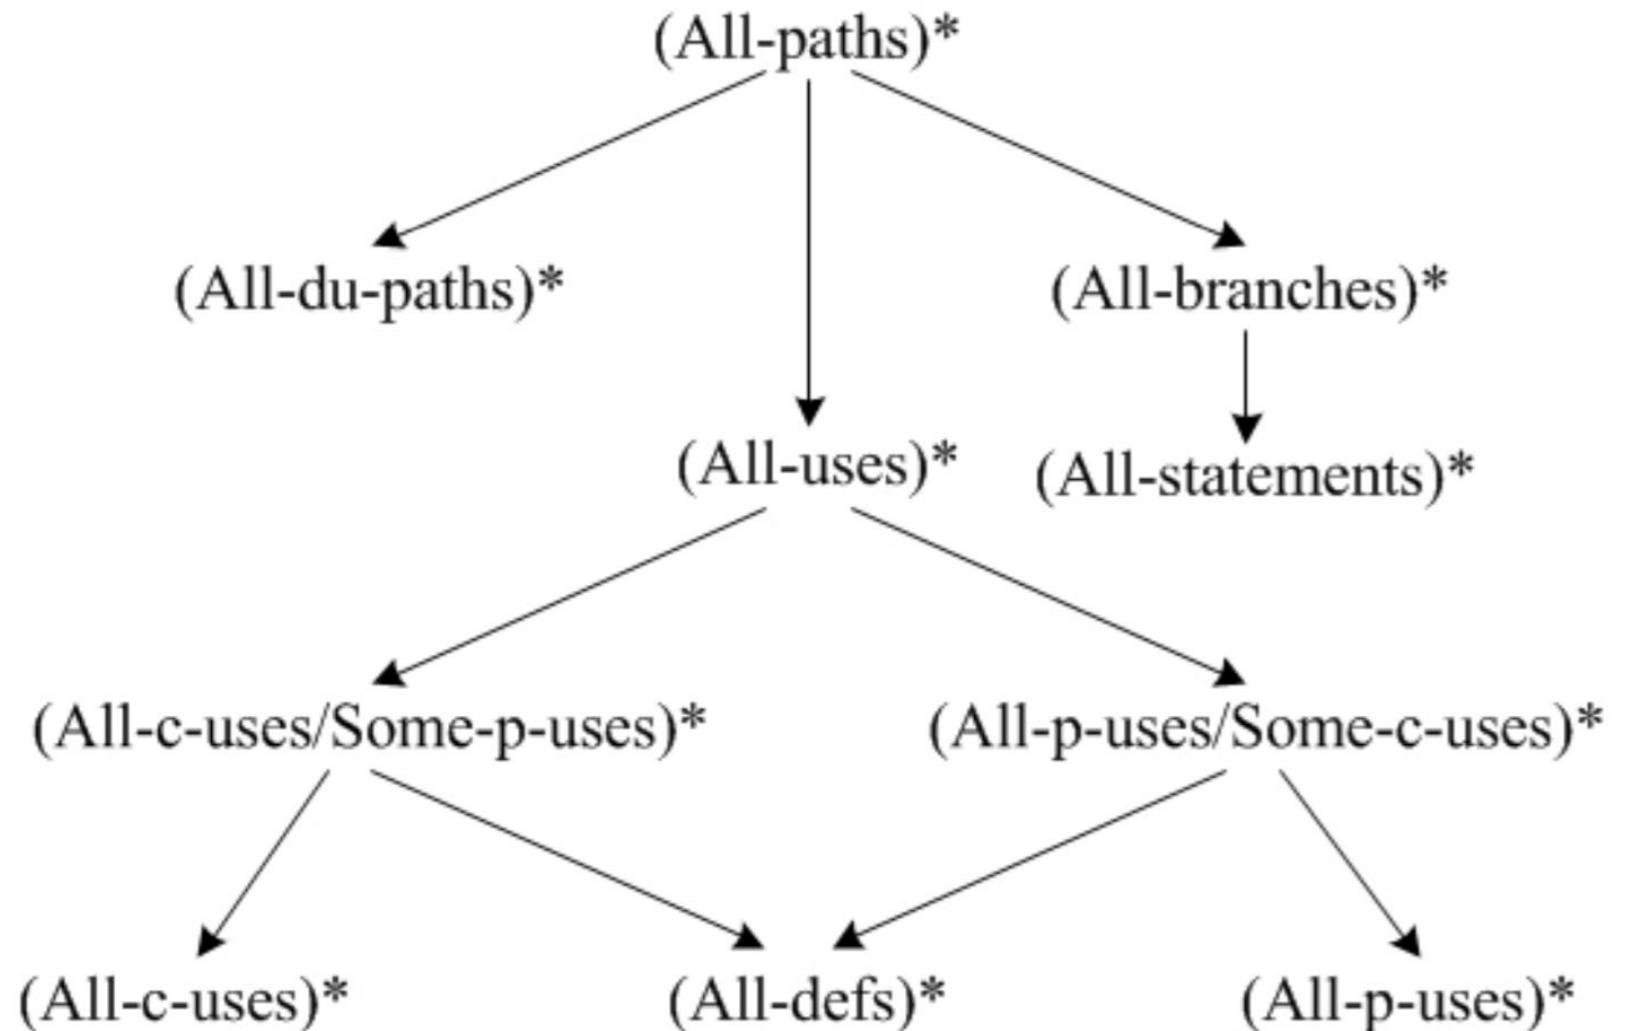 (All-paths)*
(All-du-paths)* (All-branches)*
(All-uses)* (All-statements)*
(All-c-uses/Some-p-uses)* (All-p-uses/Some-c-uses)*
(All-c-uses)* (All-defs)* (All-p-uses)*